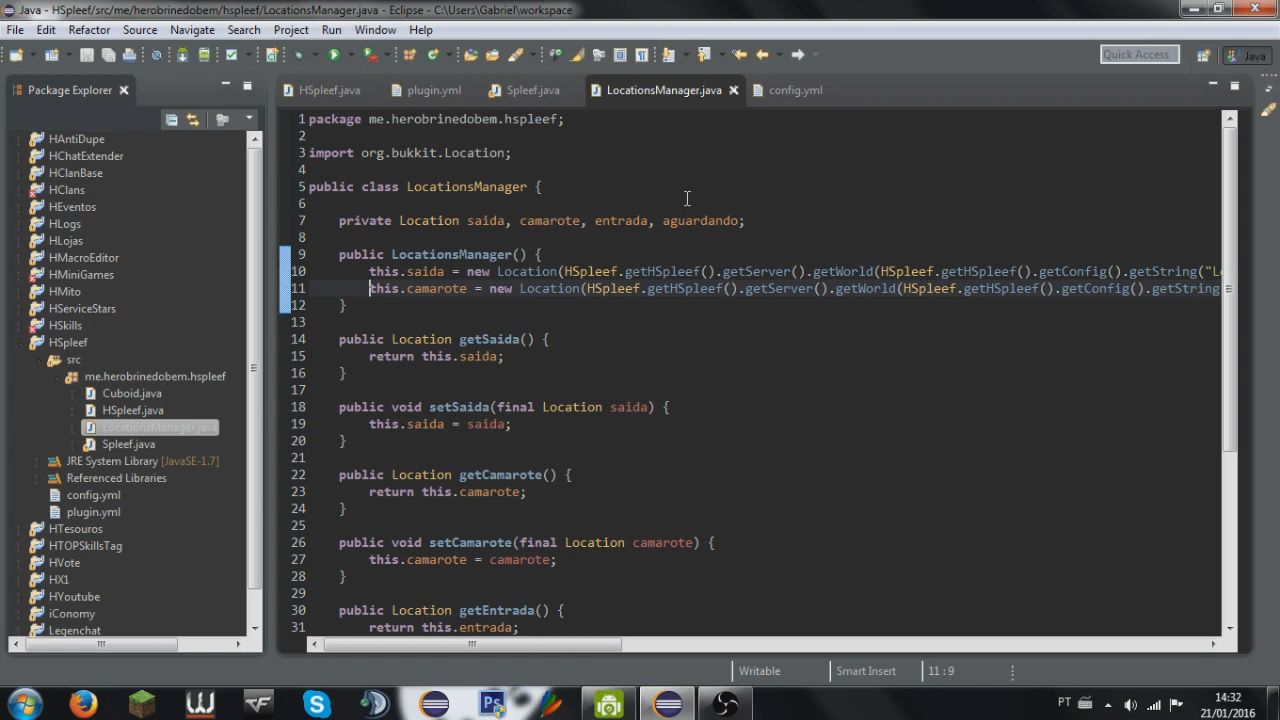 Java - HSpleef/src/me/herobrinedobem/hspleef/LocationsManager.java - Eclipse - C:\Users\Gabriel\workspace
File Edit Refactor Source Navigate Search Project Run Window Help
Quick Access Java
Package Explorer HSpleef.java plugin.yml Spleef.java LocationsManager.java config.yml
HAntiDupe
HChatExtender
HClanBase
HClans
HEventos
HLogs
HLojas
HMacroEditor
HMiniGames
HMito
HServiceStars
HSkills
HSpleef
src
me.herobrinedobem.hspleef
Cuboid.java
HSpleef.java
LocationsManager.java
Spleef.java
JRE System Library [JavaSE-1.7]
Referenced Libraries
config.yml
plugin.yml
HTesouros
HTOPSkillsTag
HVote
HX1
HYoutube
iConomy
Legenchat
1 package me.herobrinedobem.hspleef;
2
3 import org.bukkit.Location;
4
5 public class LocationsManager {
6
7 private Location saida, camarote, entrada, aguardando;
8
9 public LocationsManager() {
10 this.saida = new Location(HSpleef.getHSpleef().getServer().getWorld(HSpleef.getHSpleef().getConfig().getString("L
11 this.camarote = new Location(HSpleef.getHSpleef().getServer().getWorld(HSpleef.getHSpleef().getConfig().getString
12 }
13
14 public Location getSaida() {
15 return this.saida;
16 }
17
18 public void setSaida(final Location saida) {
19 this.saida = saida;
20 }
21
22 public Location getCamarote() {
23 return this.camarote;
24 }
25
26 public void setCamarote(final Location camarote) {
27 this.camarote = camarote;
28 }
29
30 public Location getEntrada() {
31 return this.entrada;
Writable Smart Insert 11 : 9
Ps PT 14:32
21/01/2016